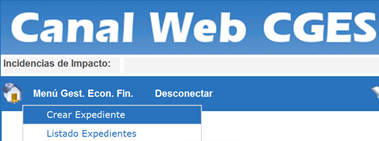 Canal Web CGES
Incidencias de Impacto:
Menú Gest. Econ. Fin. Desconectar
Crear Expediente
Listado Expedientes